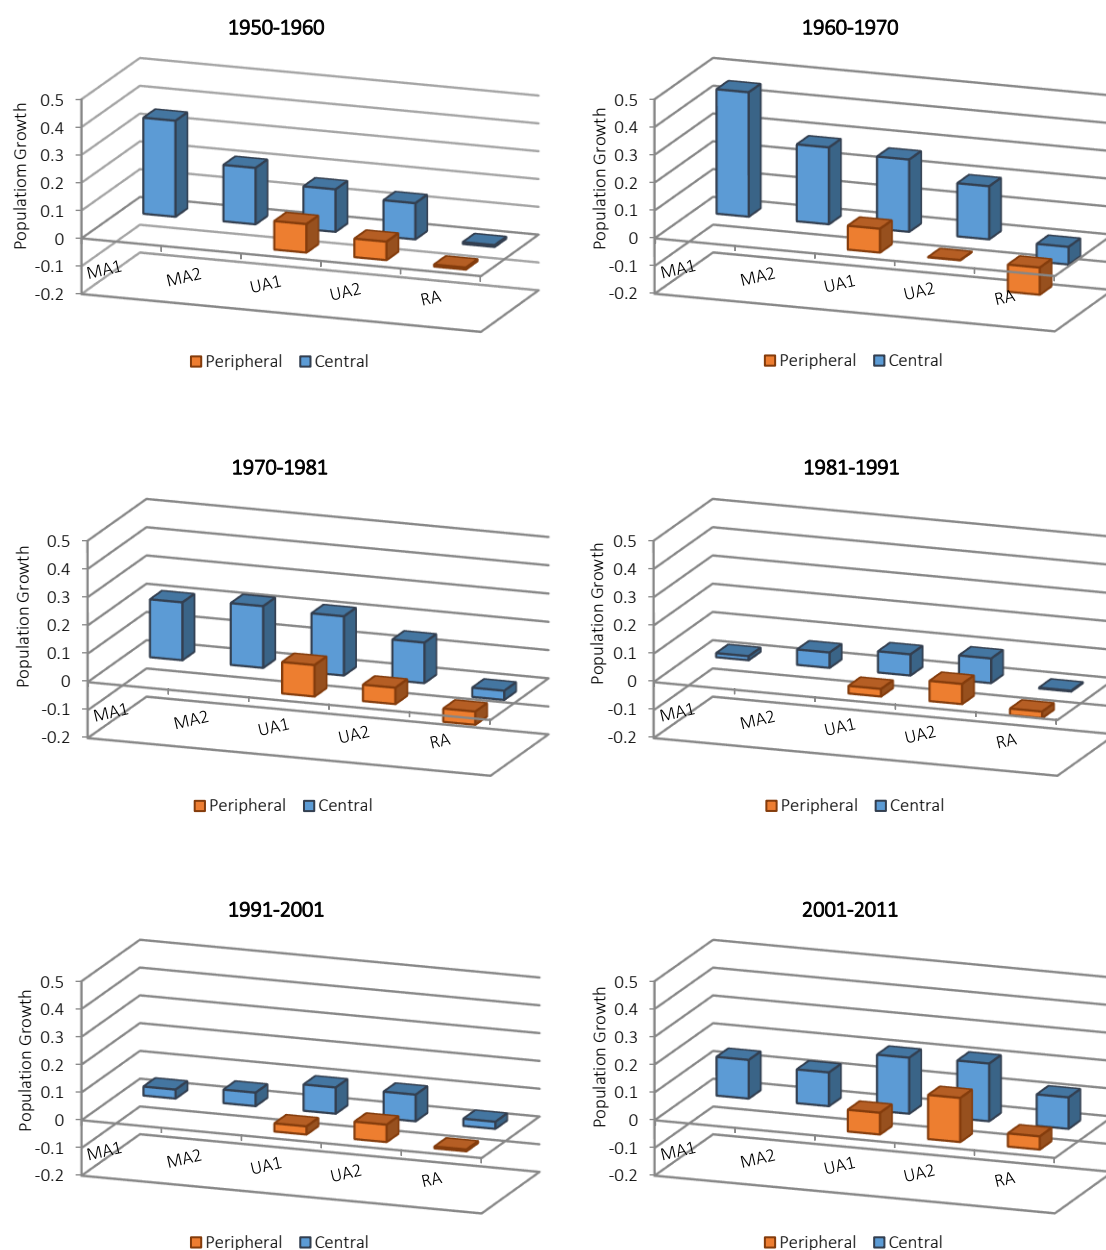 1950-1960
Populatiom Growth
0.5
0.4
0.3
0.2
0.1
0
-0.1
-0.2
MA1
MA2
UA1
UA2
RA
Peripheral Central
1960-1970
Population Growth
0.5
0.4
0.3
0.2
0.1
0
-0.1
-0.2
MA1
MA2
UA1
UA2
RA
Peripheral Central
1970-1981
Population Growth
0.5
0.4
0.3
0.2
0.1
0
-0.1
-0.2
MA1
MA2
UA1
UA2
RA
Peripheral Central
1981-1991
Population Growth
0.5
0.4
0.3
0.2
0.1
0
-0.1
-0.2
MA1
MA2
UA1
UA2
RA
Peripheral Central
1991-2001
Population Growth
0.5
0.4
0.3
0.2
0.1
0
-0.1
-0.2
MA1
MA2
UA1
UA2
RA
Peripheral Central
2001-2011
Population Growth
0.5
0.4
0.3
0.2
0.1
0
-0.1
-0.2
MA1
MA2
UA1
UA2
RA
Peripheral Central